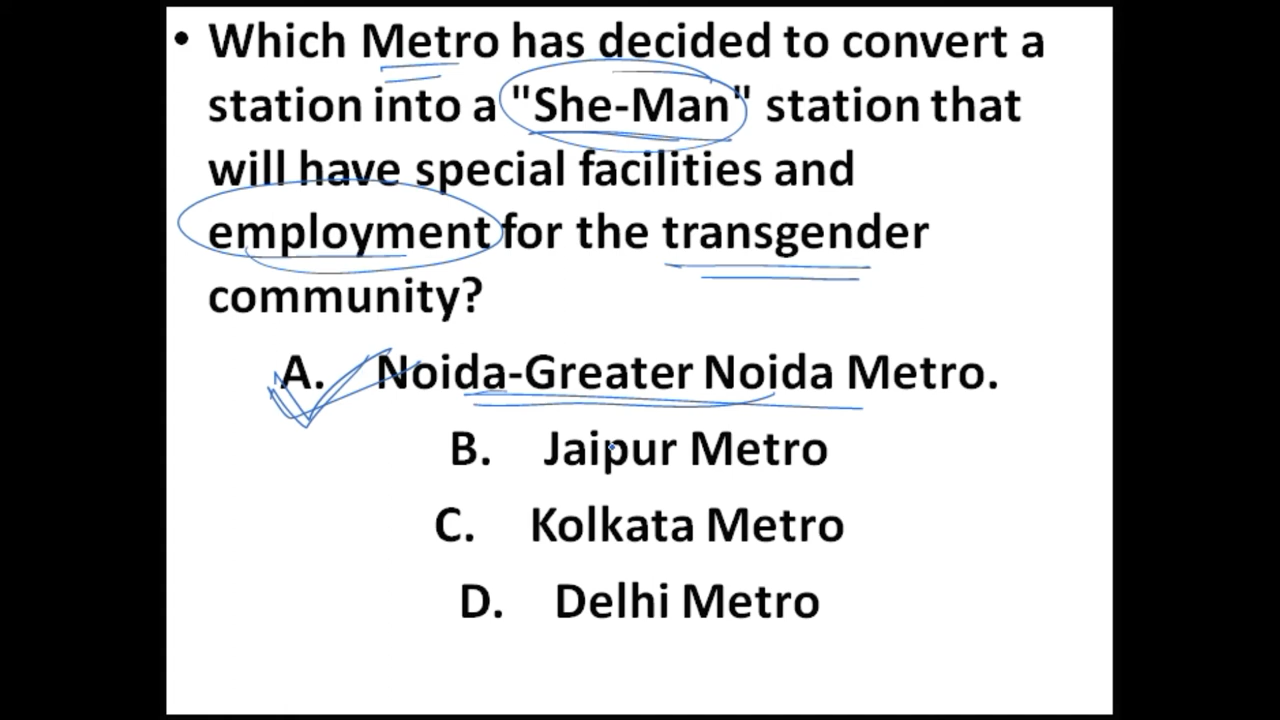 • Which Metro has decided to convert a
station into a "She-Man" station that
will have special facilities and
employment for the transgender
community?
A. Noida-Greater Noida Metro.
B. Jaipur Metro
C. Kolkata Metro
D. Delhi Metro